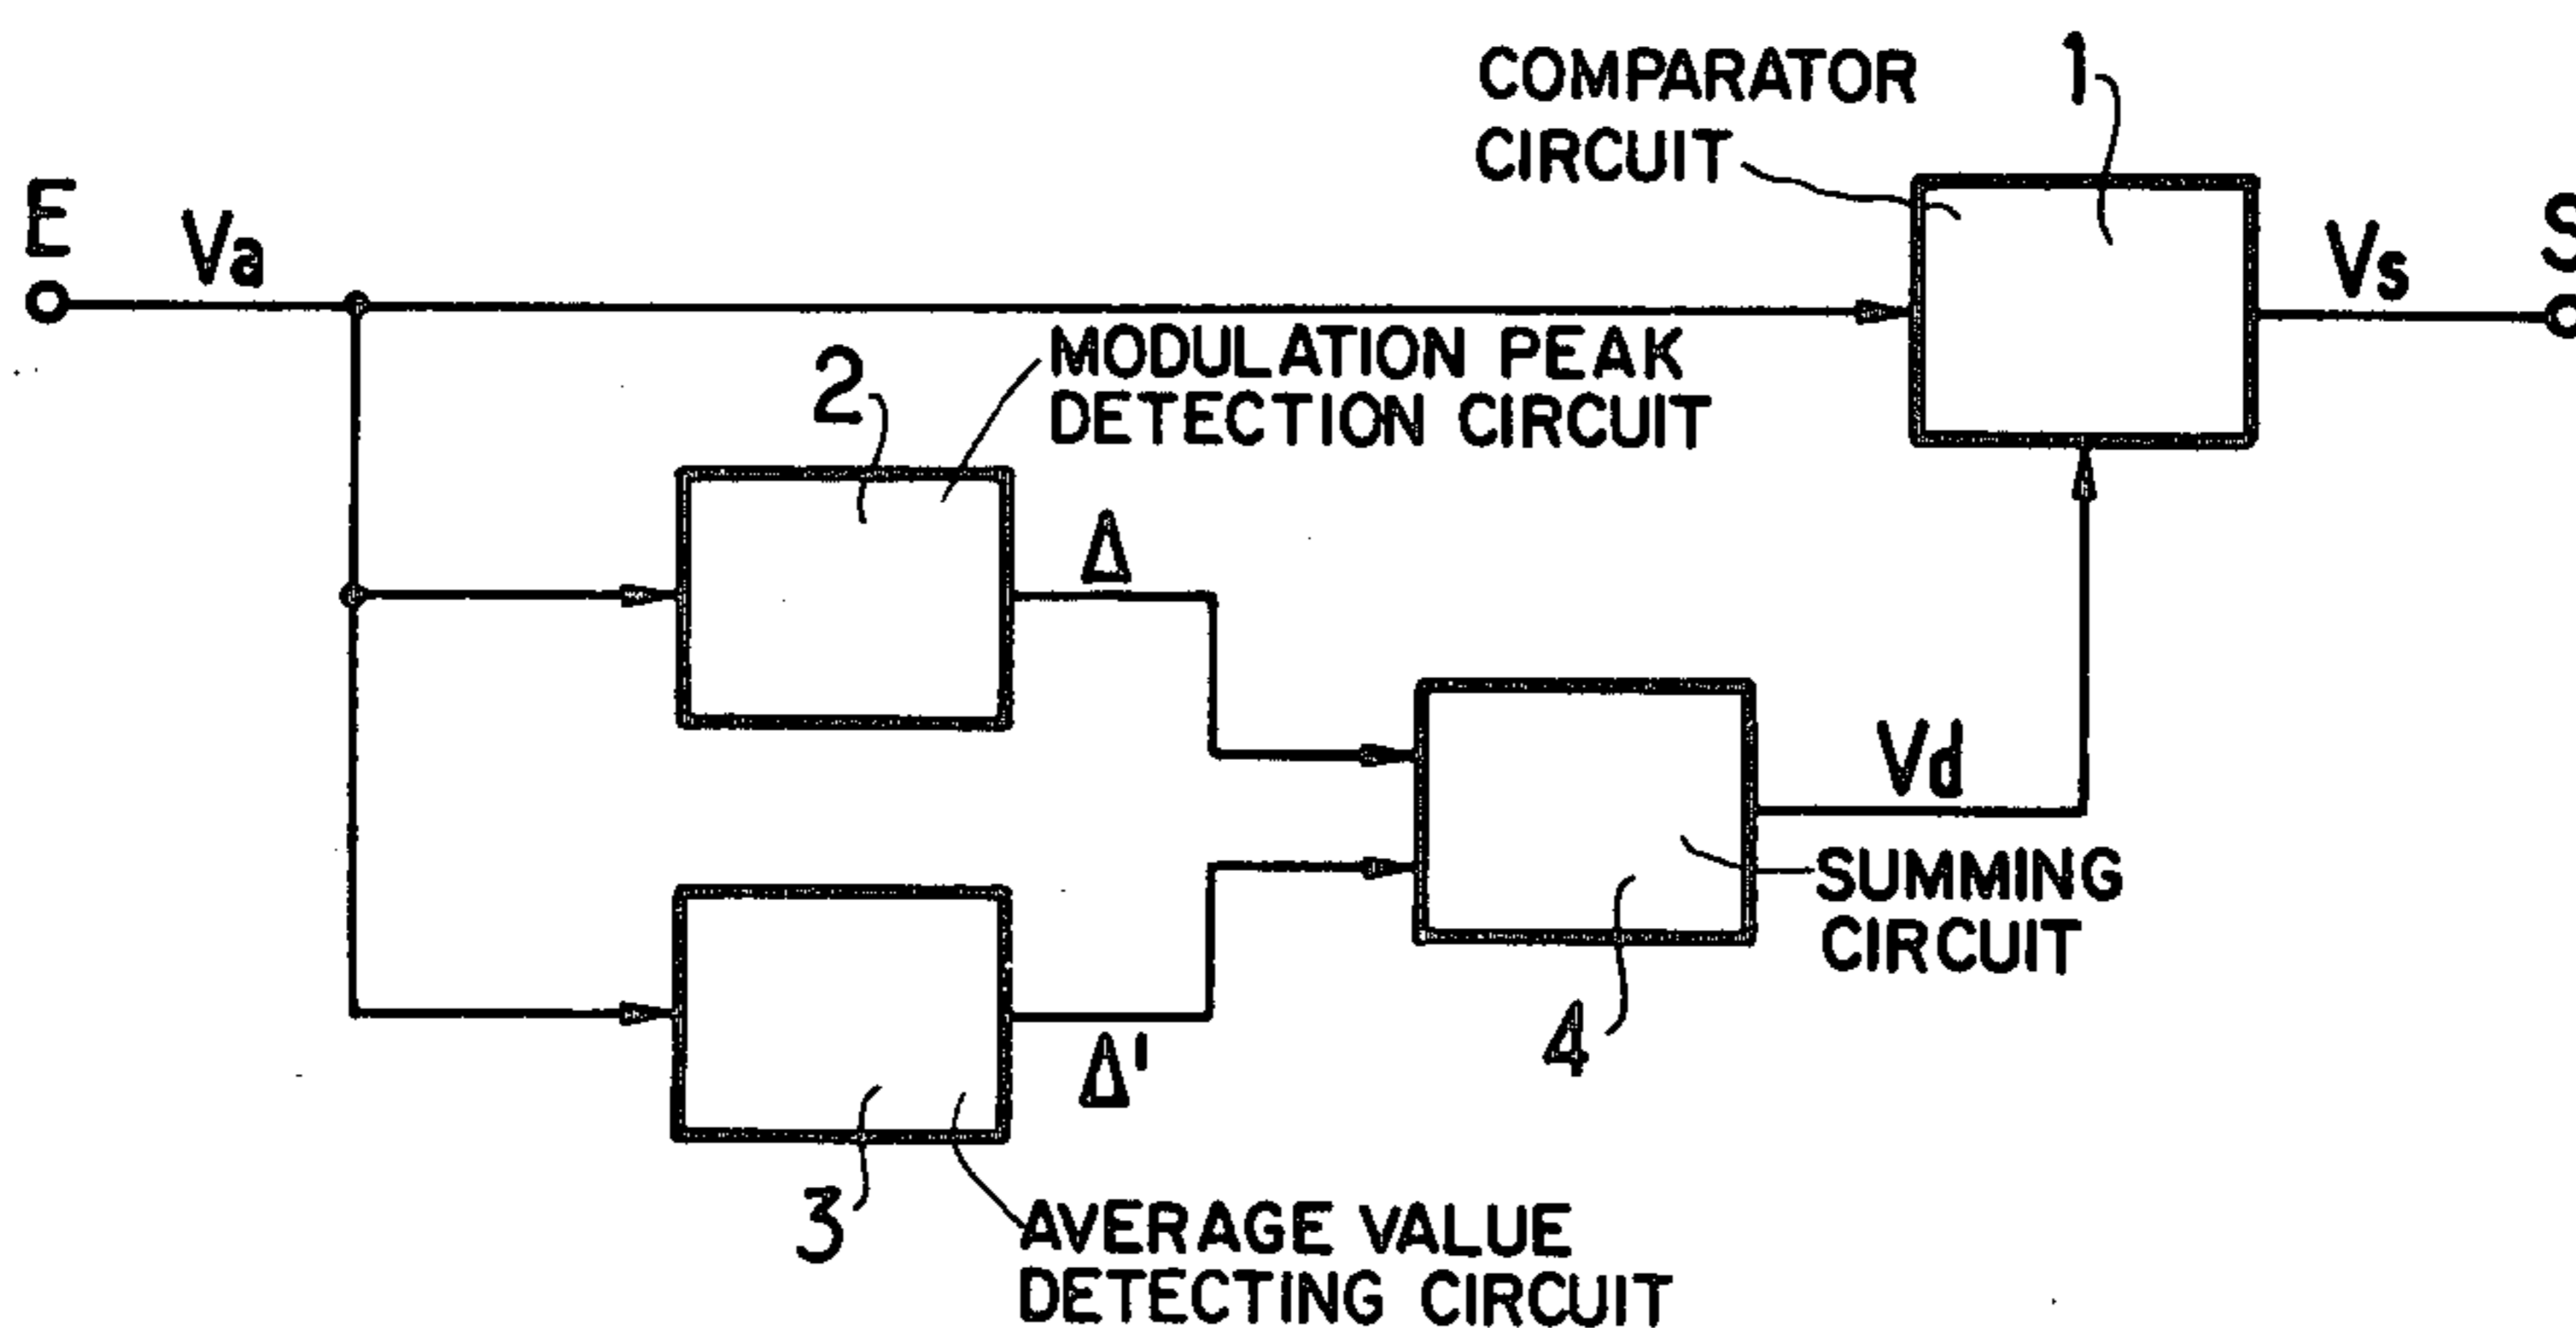 COMPARATOR
CIRCUIT
1
E
Va
Vs
S
MODULATION PEAK
DETECTION CIRCUIT
2
Δ
Vd
SUMMING
CIRCUIT
4
Δ'
3
AVERAGE VALUE
DETECTING CIRCUIT